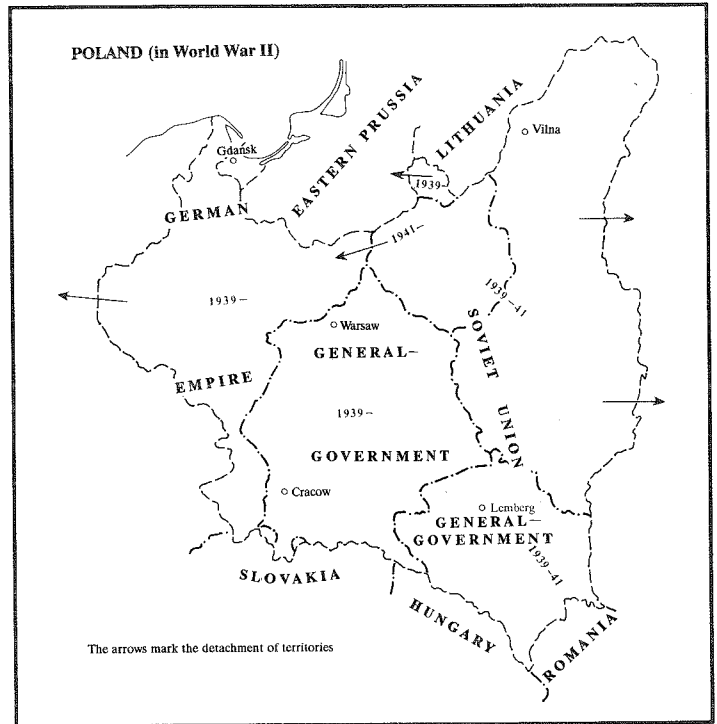 POLAND (in World War II)
Gdańsk
EASTERN PRUSSIA
LITHUANIA
Vilna
1939-
GERMAN
1941-
1939-
1939-41
Warsaw
GENERAL-
SOVIET UNION
EMPIRE
1939-
GOVERNMENT
Cracow
Lemberg
GENERAL-
GOVERNMENT
1939-41
SLOVAKIA
HUNGARY
ROMANIA
The arrows mark the detachment of territories